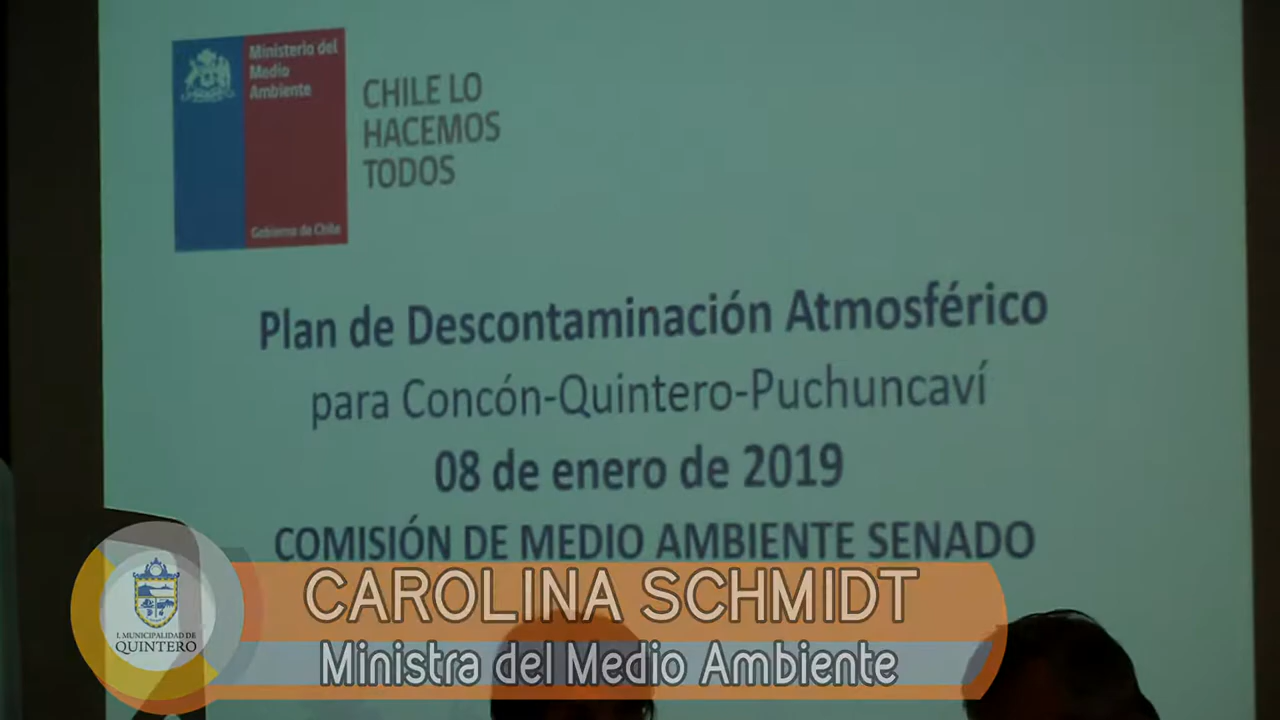 Ministerio del
Medio
Ambiente
Gobierno de Chile
CHILE LO
HACEMOS
TODOS
Plan de Descontaminación Atmosférico
para Concón-Quintero-Puchuncaví
08 de enero de 2019
COMISIÓN DE MEDIO AMBIENTE SENADO
CAROLINA SCHMIDT
Ministra del Medio Ambiente
I. MUNICIPALIDAD DE
QUINTERO